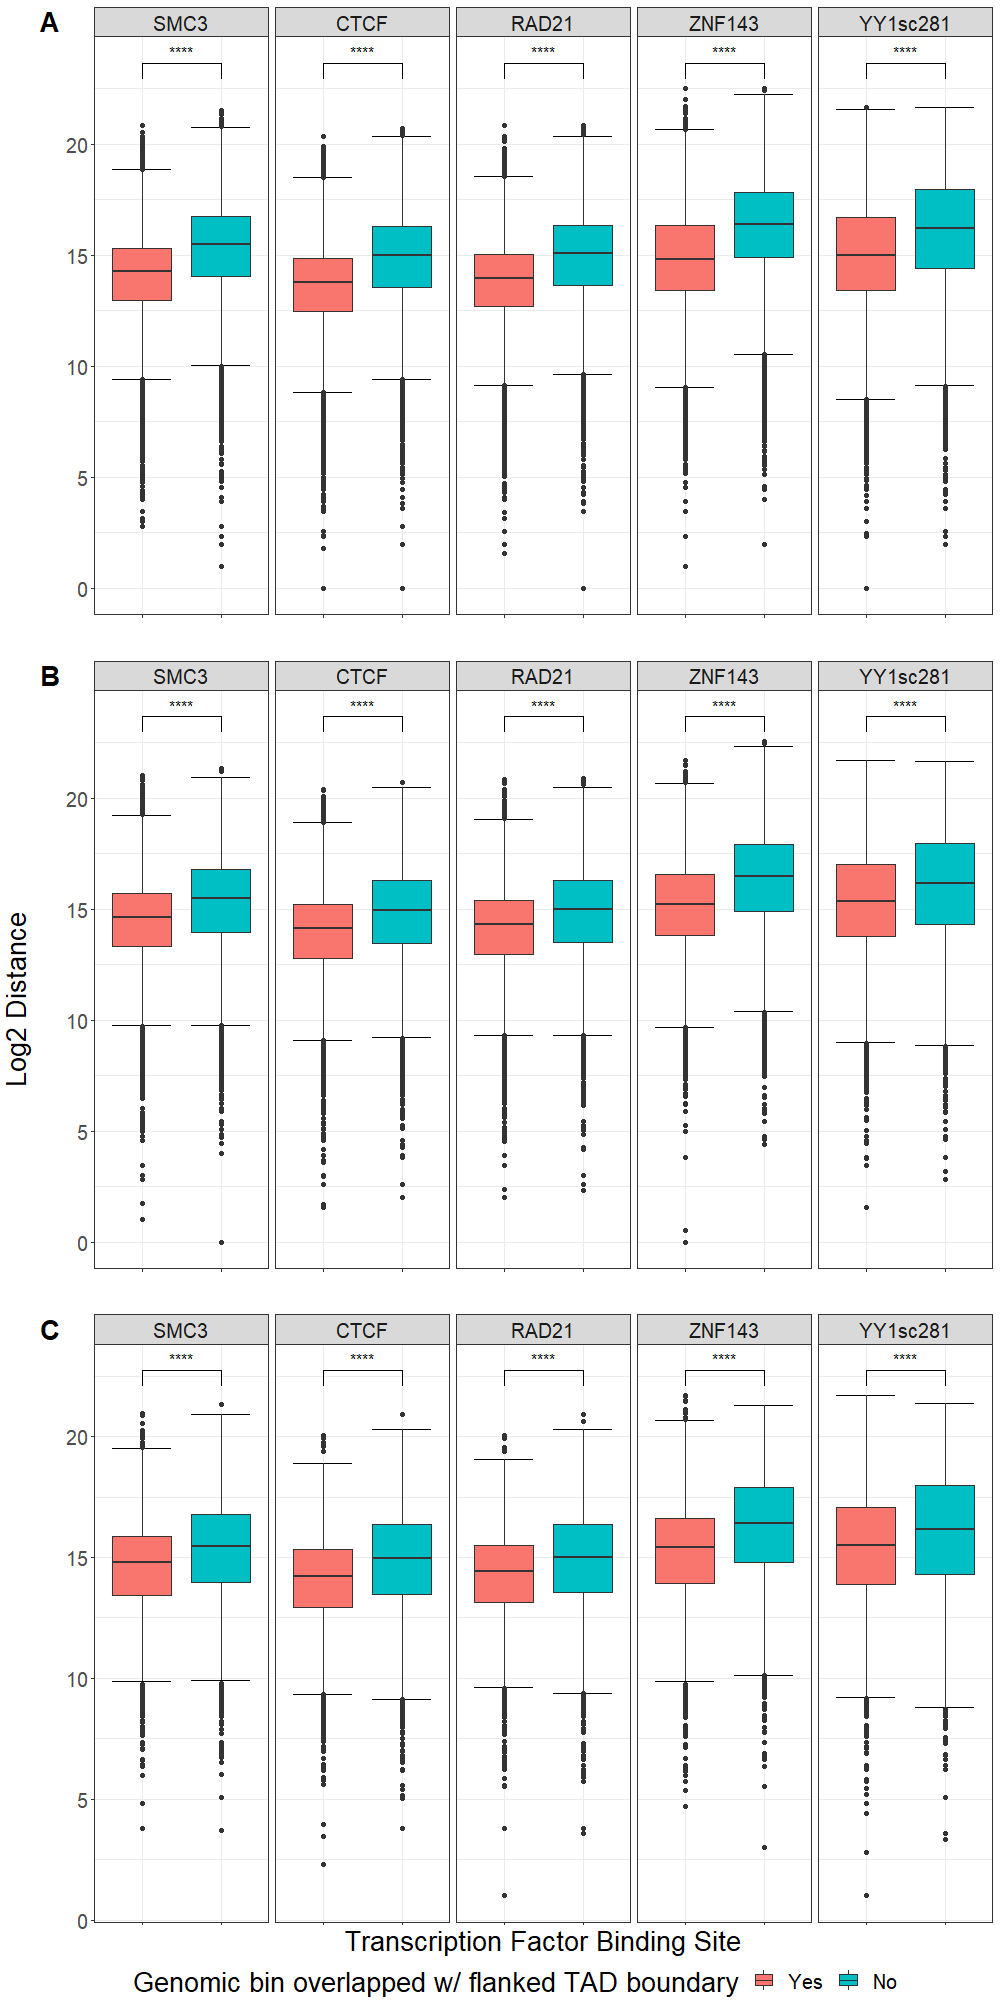 A
SMC3 CTCF RAD21 ZNF143 YY1sc281
**** **** **** **** ****
20
15
10
5
0
B
SMC3 CTCF RAD21 ZNF143 YY1sc281
**** **** **** **** ****
20
15
10
5
0
Log2 Distance
C
SMC3 CTCF RAD21 ZNF143 YY1sc281
**** **** **** **** ****
20
15
10
5
0
Transcription Factor Binding Site
Genomic bin overlapped w/ flanked TAD boundary Yes No